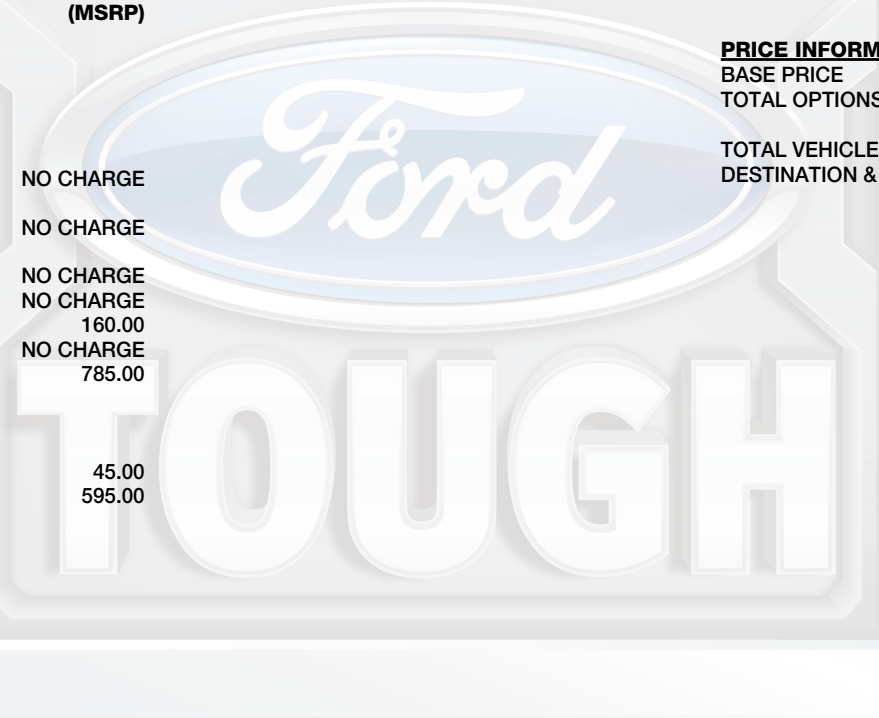 (MSRP)
NO CHARGE
NO CHARGE
NO CHARGE
NO CHARGE
160.00
NO CHARGE
785.00
45.00
595.00
PRICE INFORM
BASE PRICE
TOTAL OPTIONS
TOTAL VEHICLE
DESTINATION &
Ford
TOUGH